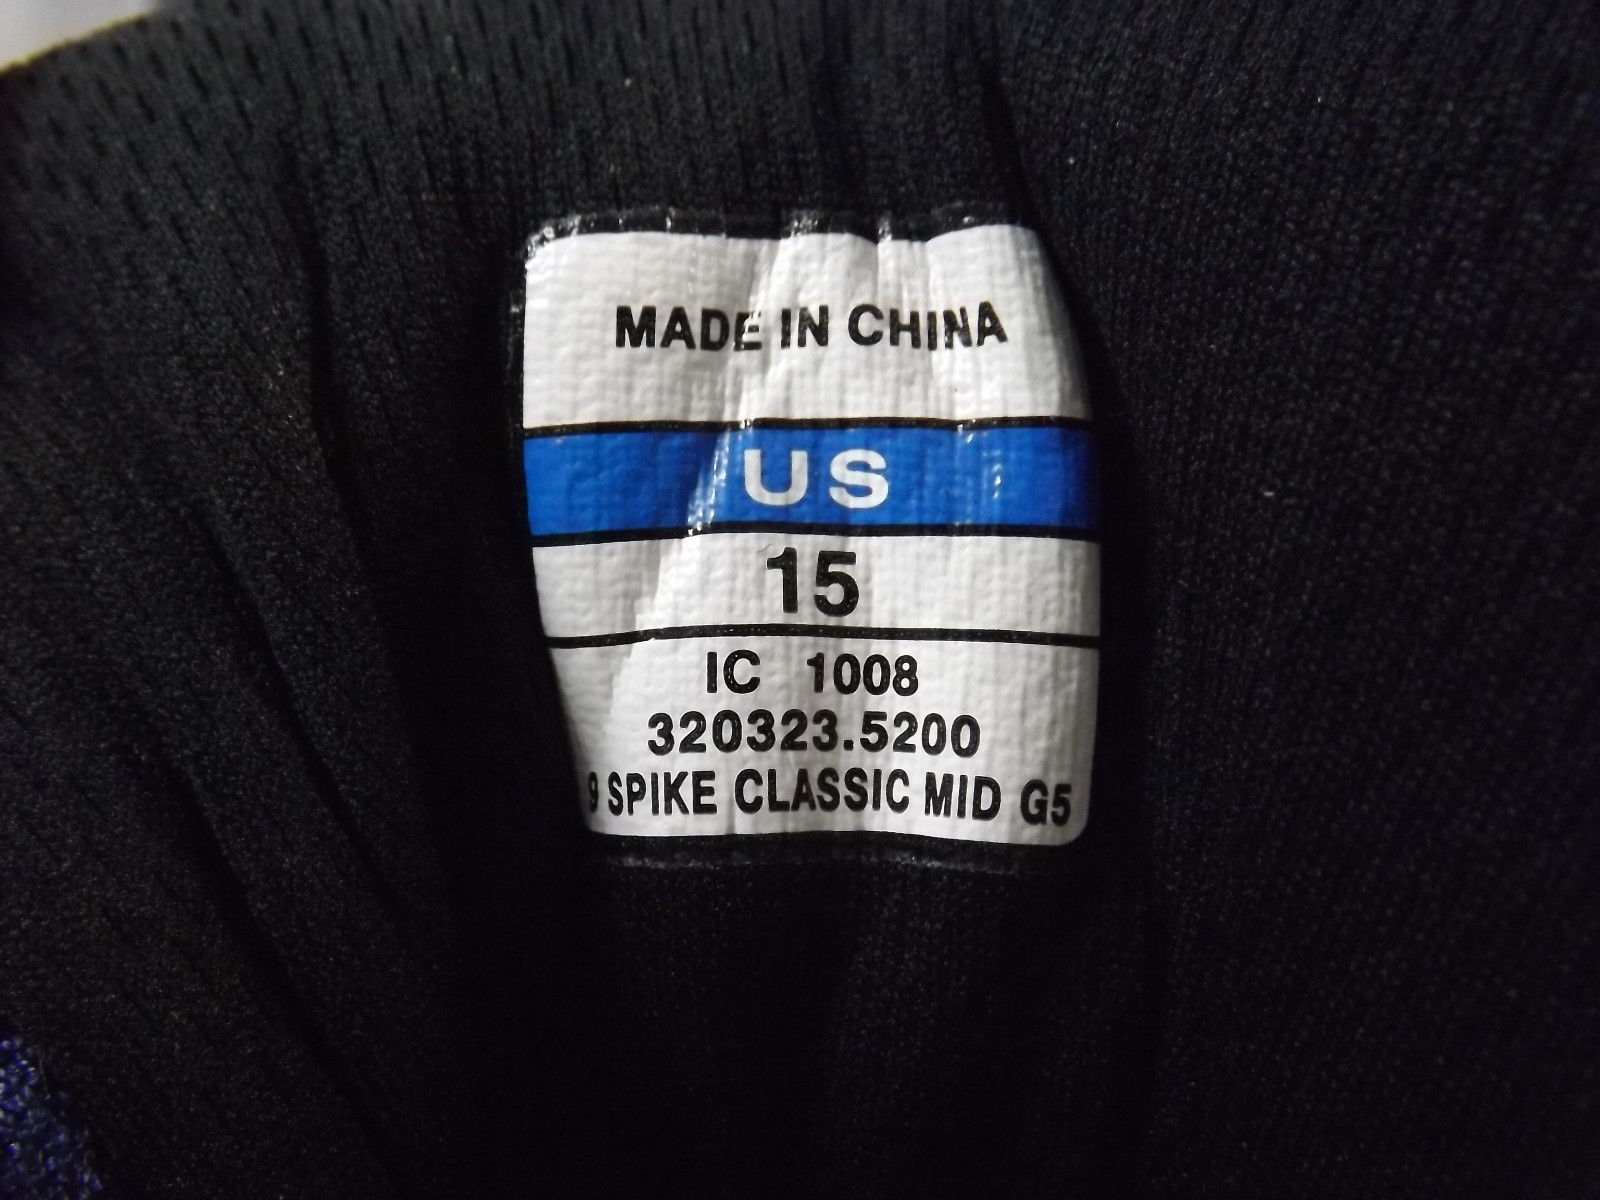 MADE IN CHINA
US
15
IC 1008
320323.5200
9 SPIKE CLASSIC MID G5